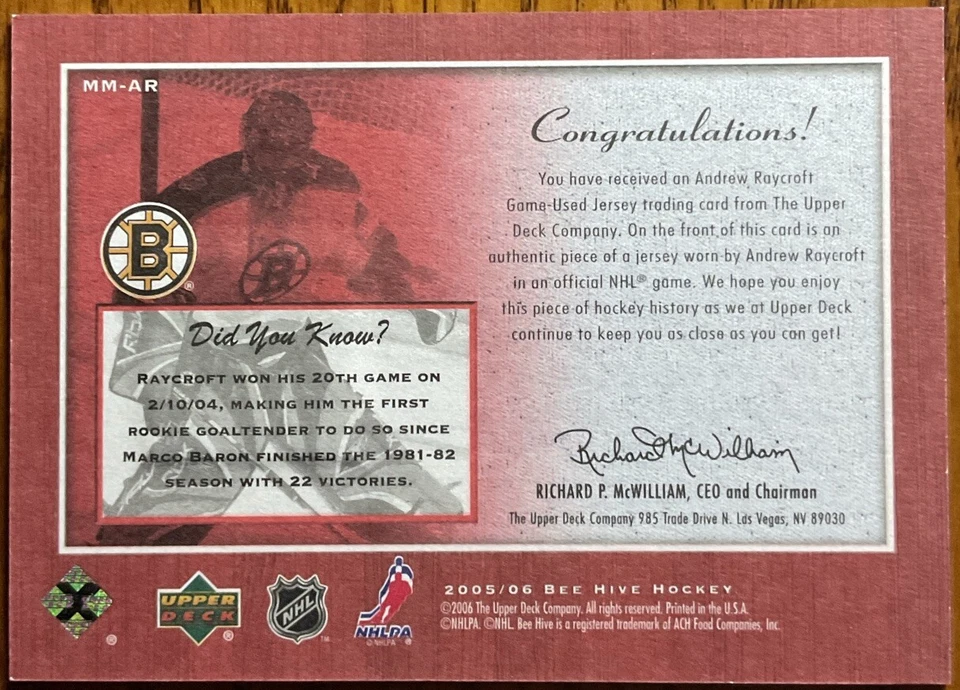 MM-AR
B
®
Did You Know?
RAYCROFT WON HIS 20TH GAME ON
2/10/04, MAKING HIM THE FIRST
ROOKIE GOALTENDER TO DO SO SINCE
MARCO BARON FINISHED THE 1981-82
SEASON WITH 22 VICTORIES.
Congratulations!
You have received an Andrew Raycroft
Game-Used Jersey trading card from The Upper
Deck Company. On the front of this card is an
authentic piece of a jersey worn by Andrew Raycroft
in an official NHL® game. We hope you enjoy
this piece of hockey history as we at Upper Deck
continue to keep you as close as you can get!
Richard McWilliam
RICHARD P. McWILLIAM, CEO and Chairman
The Upper Deck Company 985 Trade Drive N. Las Vegas, NV 89030
®
UPPER
DECK
®
NHL
™
NHLPA
© NHLPA ®
2005/06 BEE HIVE HOCKEY
©2006 The Upper Deck Company. All rights reserved. Printed in the U.S.A.
©NHLPA. ©NHL. Bee Hive is a registered trademark of ACH Food Companies, Inc.